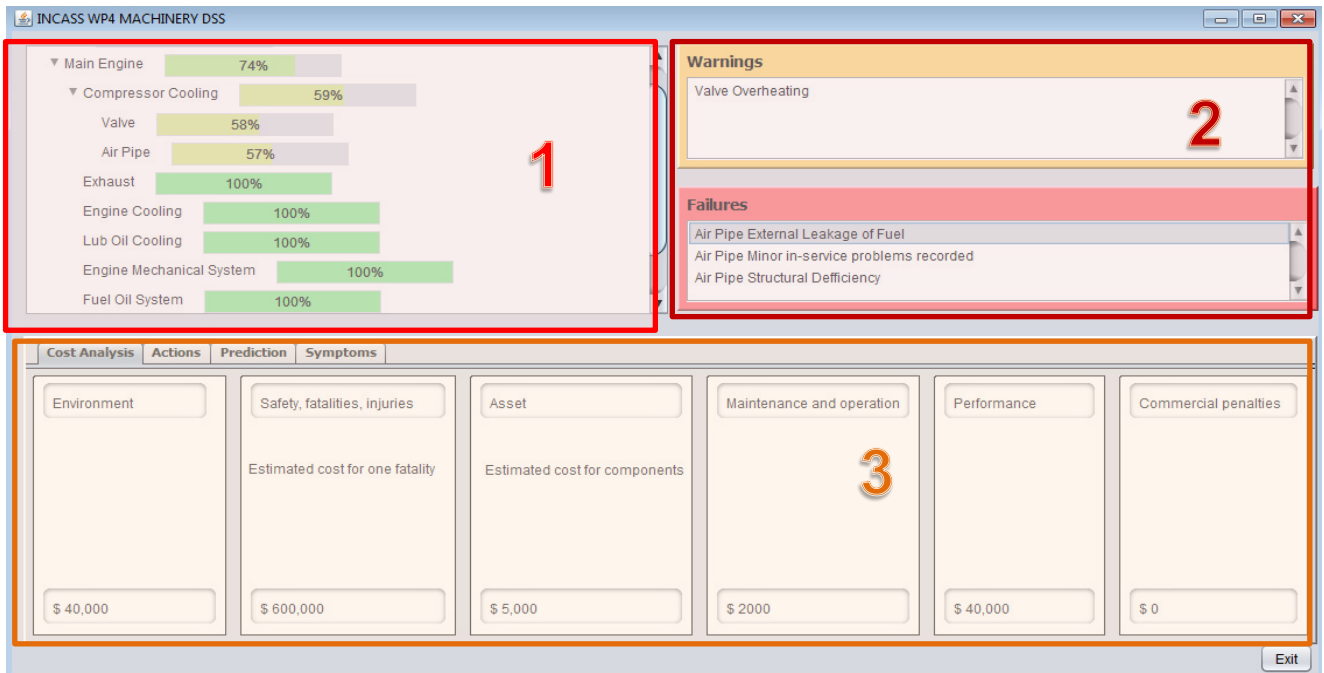 INCASS WP4 MACHINERY DSS
Main Engine 74%
Compressor Cooling 59%
Valve 58%
Air Pipe 57%
Exhaust 100%
Engine Cooling 100%
Lub Oil Cooling 100%
Engine Mechanical System 100%
Fuel Oil System 100%
1
Warnings
Valve Overheating
2
Failures
Air Pipe External Leakage of Fuel
Air Pipe Minor in-service problems recorded
Air Pipe Structural Defficiency
Cost Analysis Actions Prediction Symptoms
Environment Safety, fatalities, injuries Asset Maintenance and operation Performance Commercial penalties
Estimated cost for one fatality Estimated cost for components
3
$ 40,000 $ 600,000 $ 5,000 $ 2000 $ 40,000 $ 0
Exit